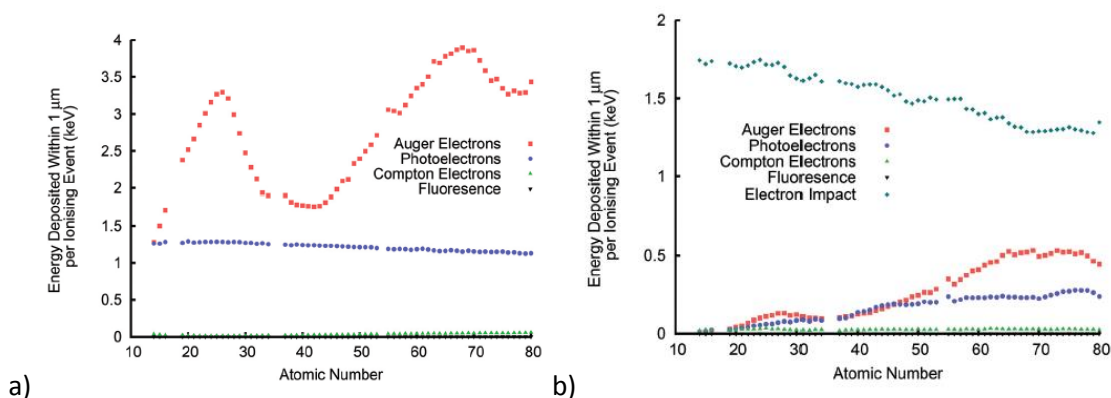 a)
4
3.5
3
2.5
2
1.5
1
0.5
0
10 20 30 40 50 60 70 80
Energy Deposited Within 1 μm
per Ionising Event (keV)
Auger Electrons
Photoelectrons
Compton Electrons
Fluoresence
Atomic Number
b)
2
1.5
1
0.5
0
10 20 30 40 50 60 70 80
Energy Deposited Within 1 μm
per Ionising Event (keV)
Auger Electrons
Photoelectrons
Compton Electrons
Fluoresence
Electron Impact
Atomic Number